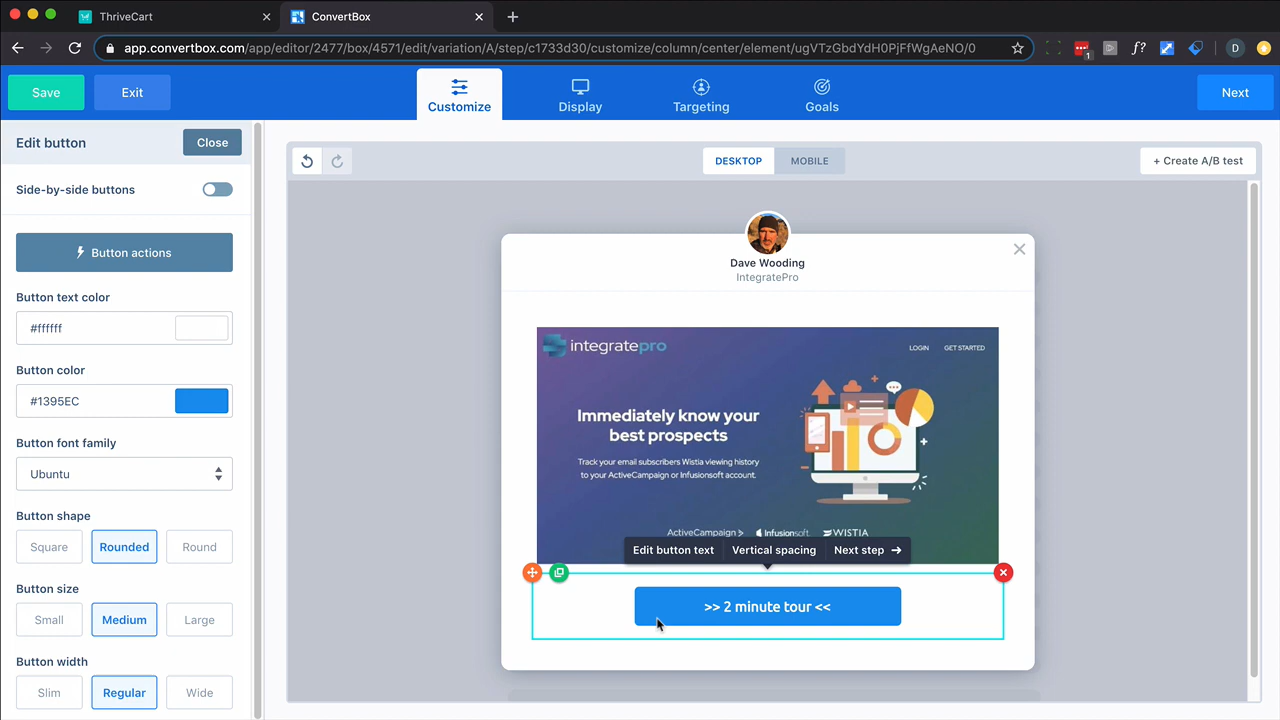 ThriveCart
ConvertBox
app.convertbox.com/app/editor/2477/box/4571/edit/variation/A/step/c1733d30/customize/column/center/element/ugVTzGbdYdH0PjFfWgAeNO/0
1
f?
D
Save
Exit
Customize
Display
Targeting
Goals
Next
Edit button
Close
Side-by-side buttons
Button actions
Button text color
#ffffff
Button color
#1395EC
Button font family
Ubuntu
Button shape
Square
Rounded
Round
Button size
Small
Medium
Large
Button width
Slim
Regular
Wide
DESKTOP
MOBILE
+ Create A/B test
Dave Wooding
IntegratePro
integratepro
LOGIN
GET STARTED
Immediately know your
best prospects
Track your email subscribers Wistia viewing history
to your ActiveCampaign or Infusionsoft account.
ActiveCampaign >
Infusionsoft.
WISTIA
Edit button text
Vertical spacing
Next step
>> 2 minute tour <<